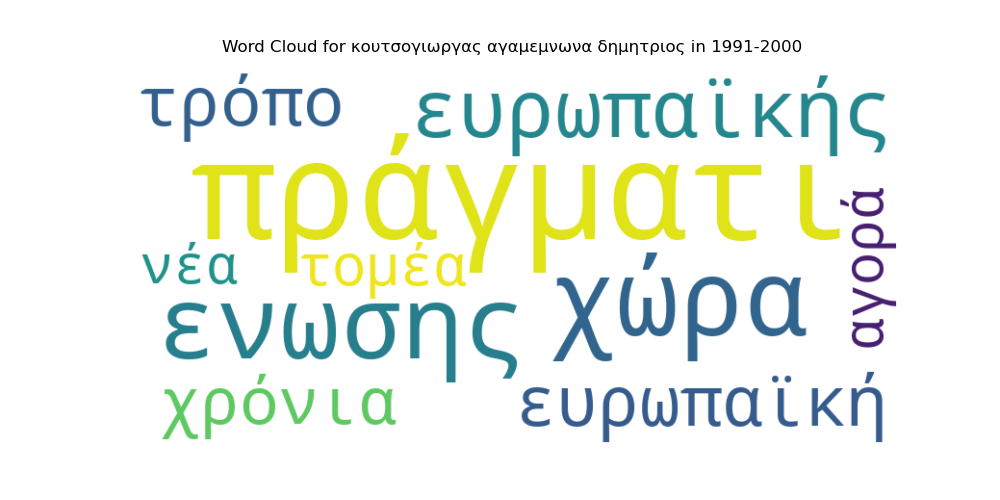 Word Cloud for κουτσογιωργας αγαμεμνωνα δημητριος in 1991-2000
τρόπο
ευρωπαϊκής
πράγματι
αγορά
νέα
τομέα
χώρα
ενωσης
χρόνια
ευρωπαϊκή